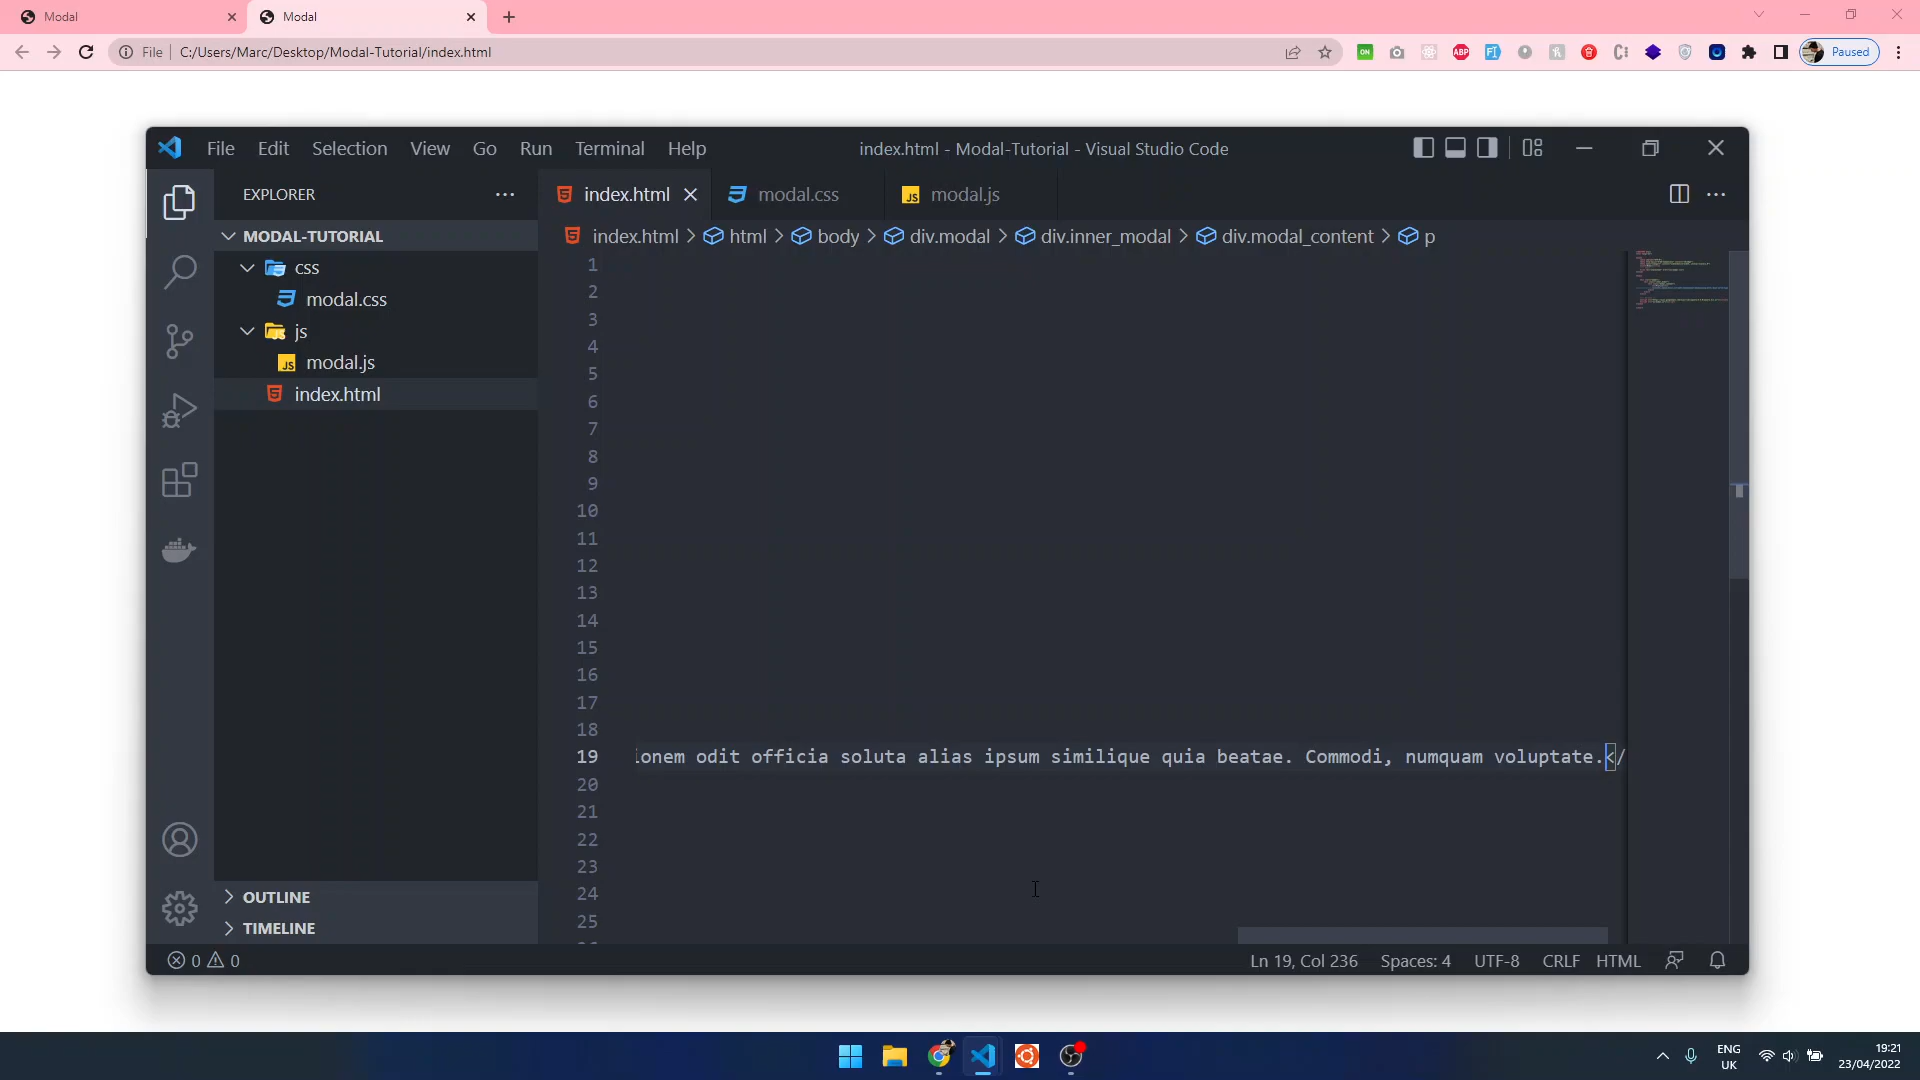 Modal
Modal
File
C:/Users/Marc/Desktop/Modal-Tutorial/index.html
ON
ABP
Paused
File Edit Selection View Go Run Terminal Help
index.html - Modal-Tutorial - Visual Studio Code
EXPLORER
index.html
modal.css
JS modal.js
MODAL-TUTORIAL
index.html > html > body > div.modal > div.inner_modal > div.modal_content > p
css
modal.css
js
JS modal.js
index.html
1
2
3
4
5
6
7
8
9
10
11
12
13
14
15
16
17
18
19 ionem odit officia soluta alias ipsum similique quia beatae. Commodi, numquam voluptate.</
20
21
22
23
24
25
OUTLINE
TIMELINE
0 0
Ln 19, Col 236
Spaces: 4
UTF-8
CRLF
HTML
ENG
UK
19:21
23/04/2022